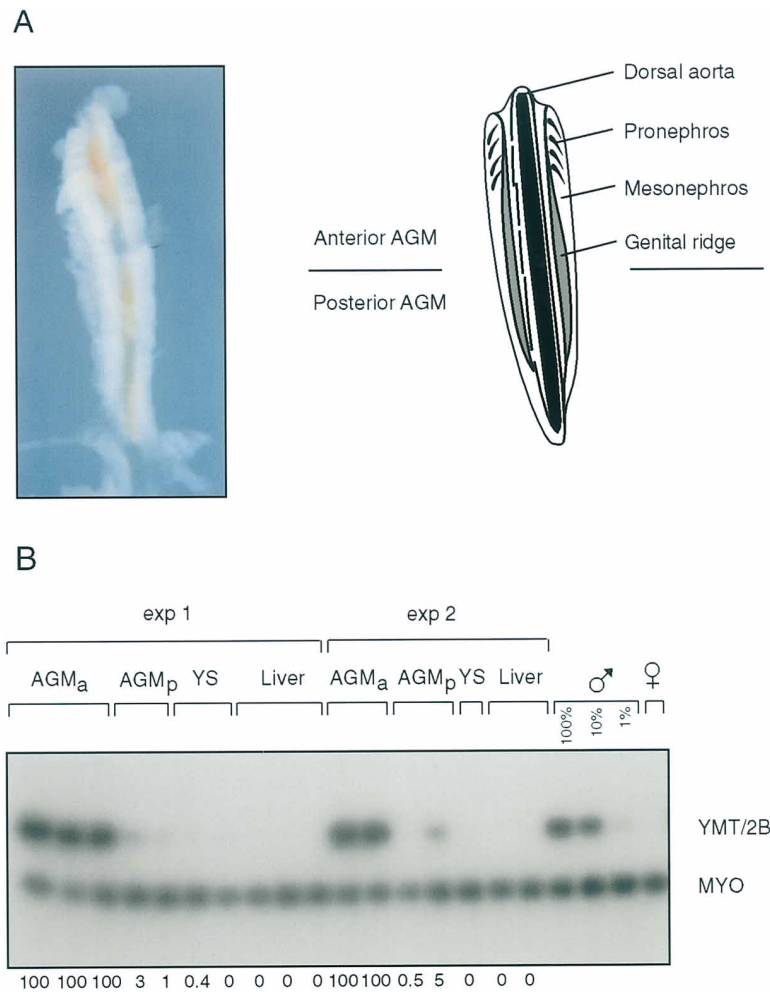 A
Dorsal aorta
Pronephros
Mesonephros
Genital ridge
Anterior AGM
Posterior AGM
B
exp 1 exp 2
AGMa AGMp YS Liver AGMa AGMp YS Liver ♂ ♀
100% 10% 1%
YMT/2B
MYO
100 100 100 3 1 0.4 0 0 0 0 100 100 0.5 5 0 0 0